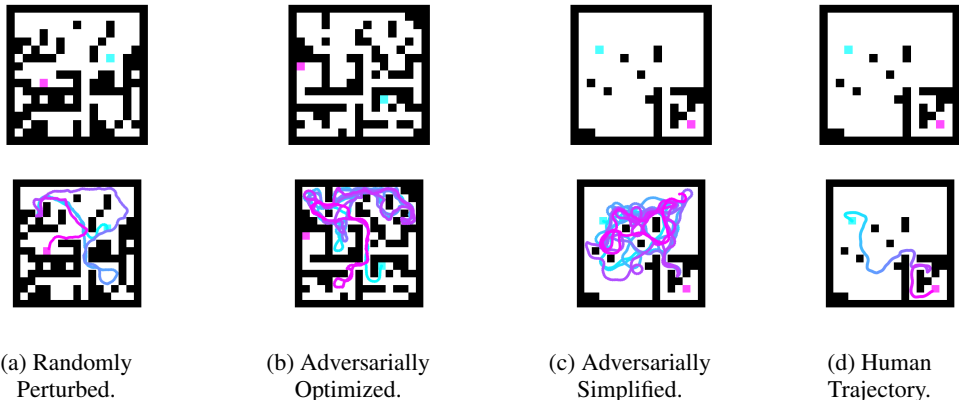 (a) Randomly
Perturbed.
(b) Adversarially
Optimized.
(c) Adversarially
Simplified.
(d) Human
Trajectory.